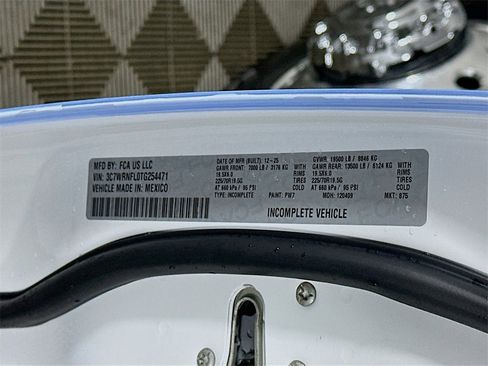 MFD BY: FCA US LLC
VIN: 3C7WRNFL0TG254471
VEHICLE MADE IN: MEXICO
DATE OF MFR (BUILT): 12-25 GVWR: 19500 LB / 8846 KG
GAWR FRONT: 7000 LB / 3176 KG WITH GAWR REAR: 13500 LB / 6124 KG WITH
19.5X6.0 RIMS 19.5X6.0 RIMS
225/70R19.5G TIRES 225/70R19.5G TIRES
AT 660 kPa / 95 PSI AT 660 kPa / 95 PSI
TYPE: INCOMPLETE PAINT: PW7 MDH: 120409 MKT: 875
INCOMPLETE VEHICLE